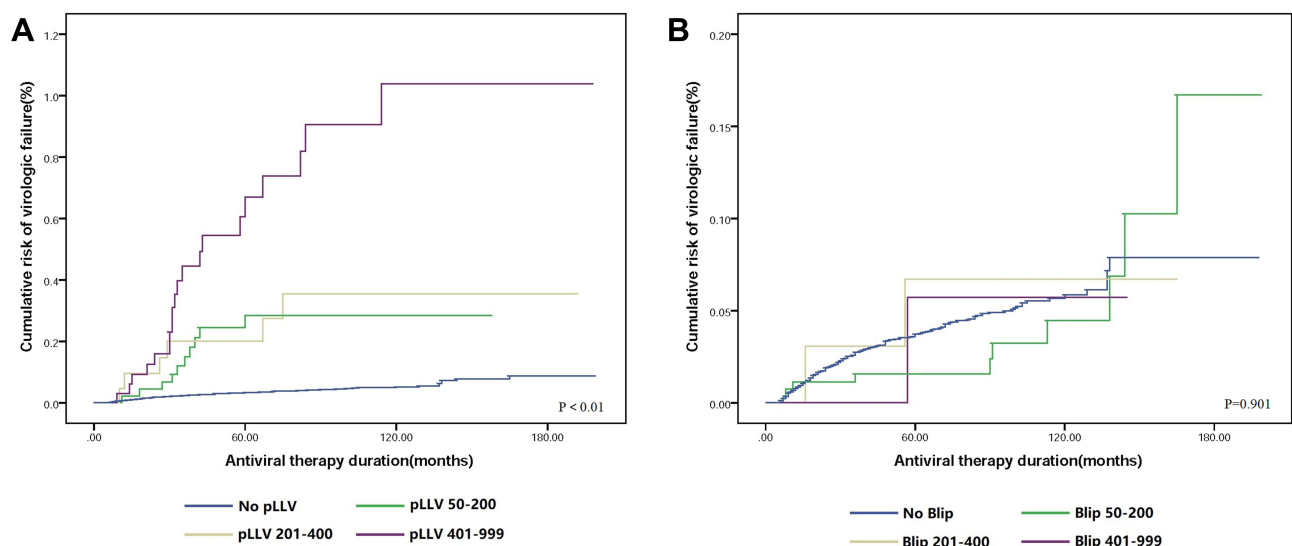 A
Cumulative risk of virologic failure(%)
1.2
1.0
0.8
0.6
0.4
0.2
0.0
P < 0.01
.00 60.00 120.00 180.00
Antiviral therapy duration(months)
No pLLV pLLV 50-200
pLLV 201-400 pLLV 401-999
B
Cumulative risk of virologic failure(%)
0.20
0.15
0.10
0.05
0.00
P=0.901
.00 60.00 120.00 180.00
Antiviral therapy duration(months)
No Blip Blip 50-200
Blip 201-400 Blip 401-999